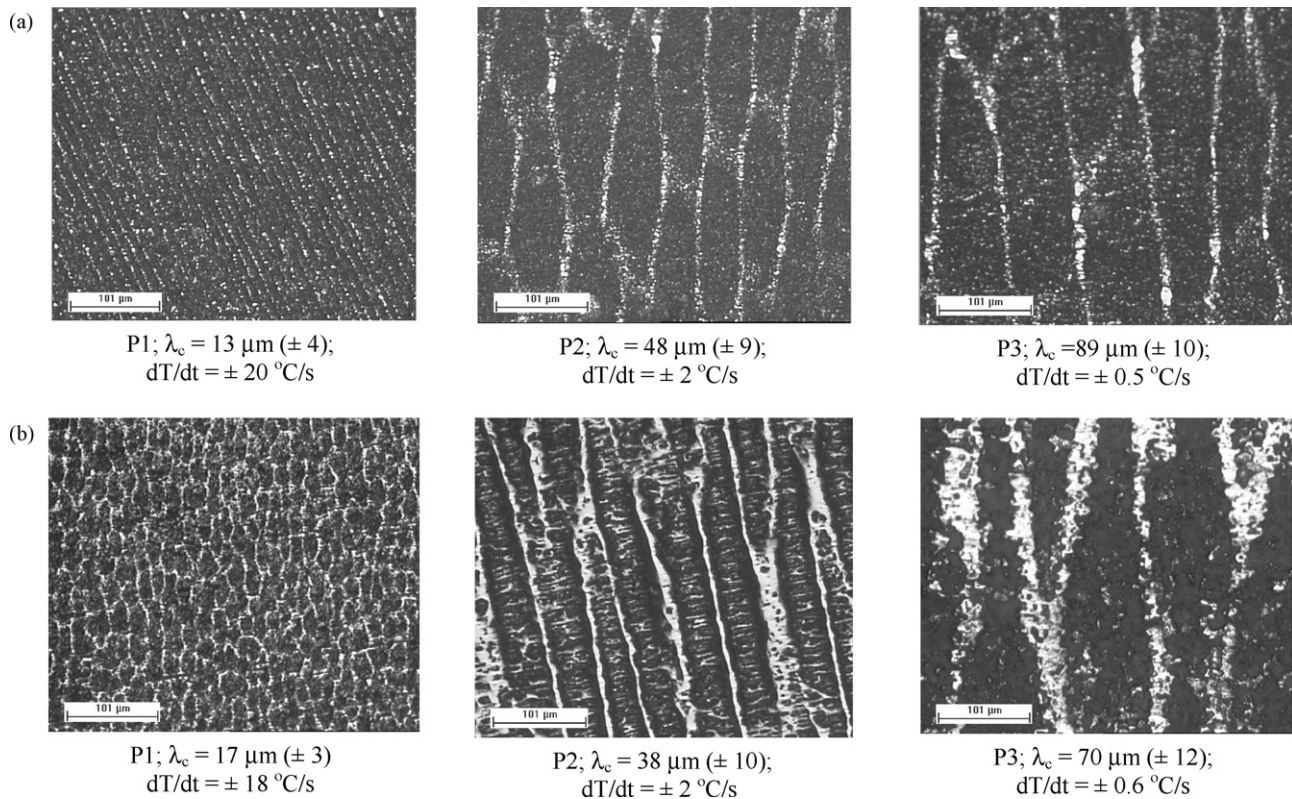 (a)
101 µm
101 µm
101 µm
P1; λc = 13 µm (± 4);
dT/dt = ± 20 °C/s
P2; λc = 48 µm (± 9);
dT/dt = ± 2 °C/s
P3; λc =89 µm (± 10);
dT/dt = ± 0.5 °C/s
(b)
101 µm
101 µm
101 µm
P1; λc = 17 µm (± 3)
dT/dt = ± 18 °C/s
P2; λc = 38 µm (± 10);
dT/dt = ± 2 °C/s
P3; λc = 70 µm (± 12);
dT/dt = ± 0.6 °C/s